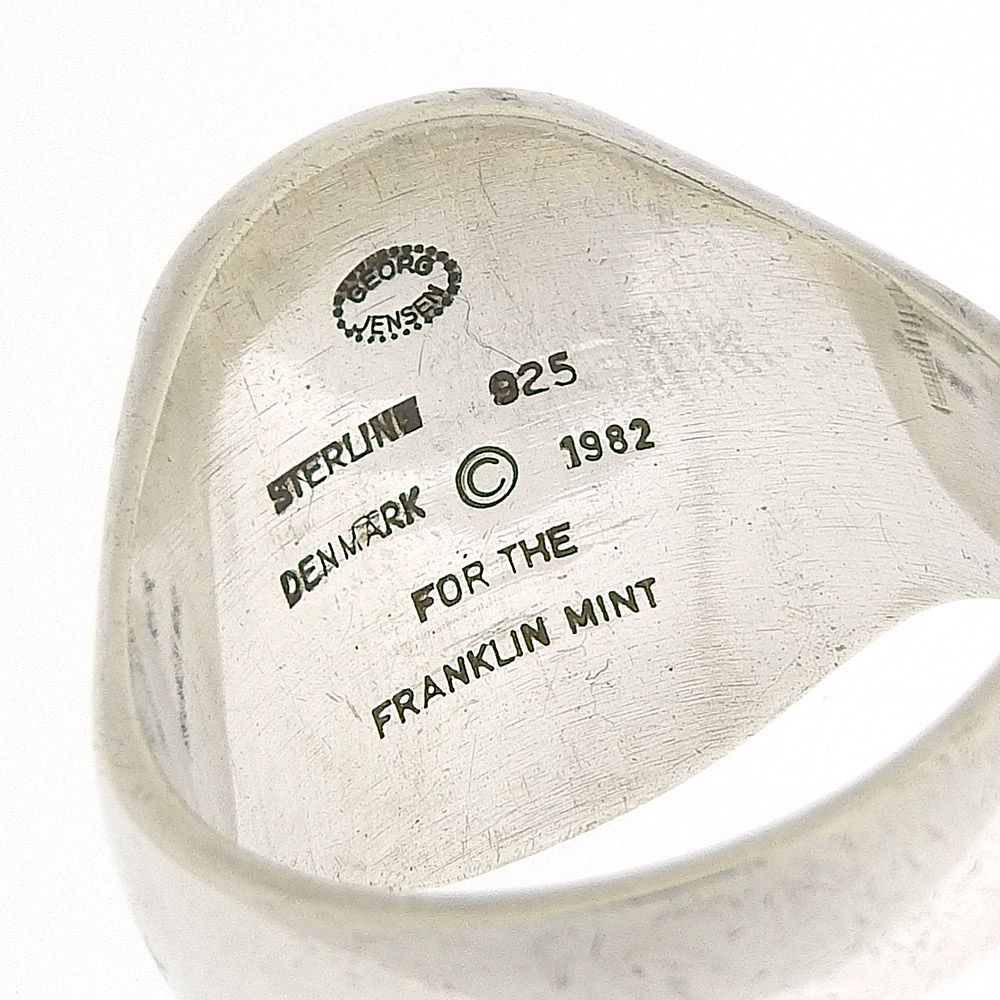 GEORG
JENSEN
STERLING 925
DENMARK © 1982
FOR THE
FRANKLIN MINT